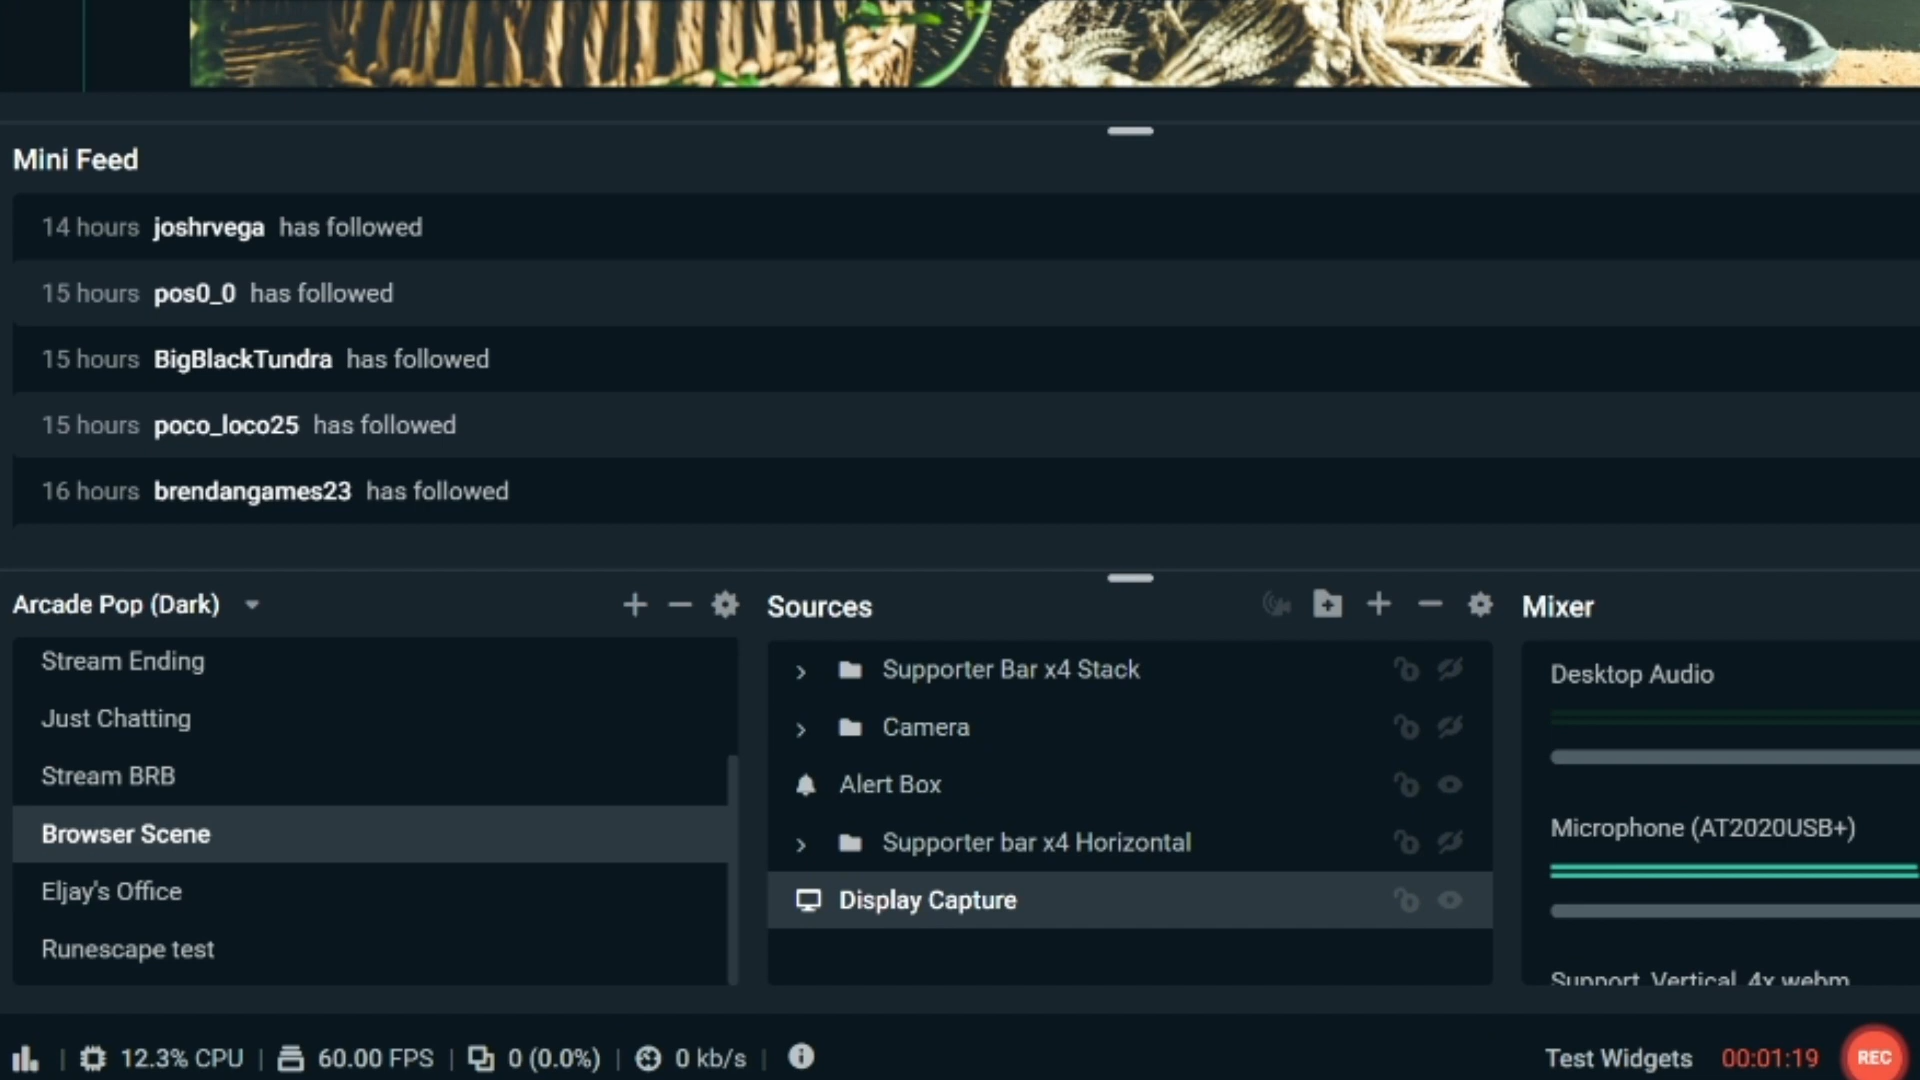 Mini Feed
14 hours joshrvega has followed
15 hours pos0_0 has followed
15 hours BigBlackTundra has followed
15 hours poco_loco25 has followed
16 hours brendangames23 has followed
Arcade Pop (Dark)
Stream Ending
Just Chatting
Stream BRB
Browser Scene
Eljay's Office
Runescape test
Sources
Supporter Bar x4 Stack
Camera
Alert Box
Supporter bar x4 Horizontal
Display Capture
Mixer
Desktop Audio
Microphone (AT2020USB+)
Support Vertical 4x webm
12.3% CPU | 60.00 FPS | 0 (0.0%) | 0 kb/s |
Test Widgets 00:01:19 REC